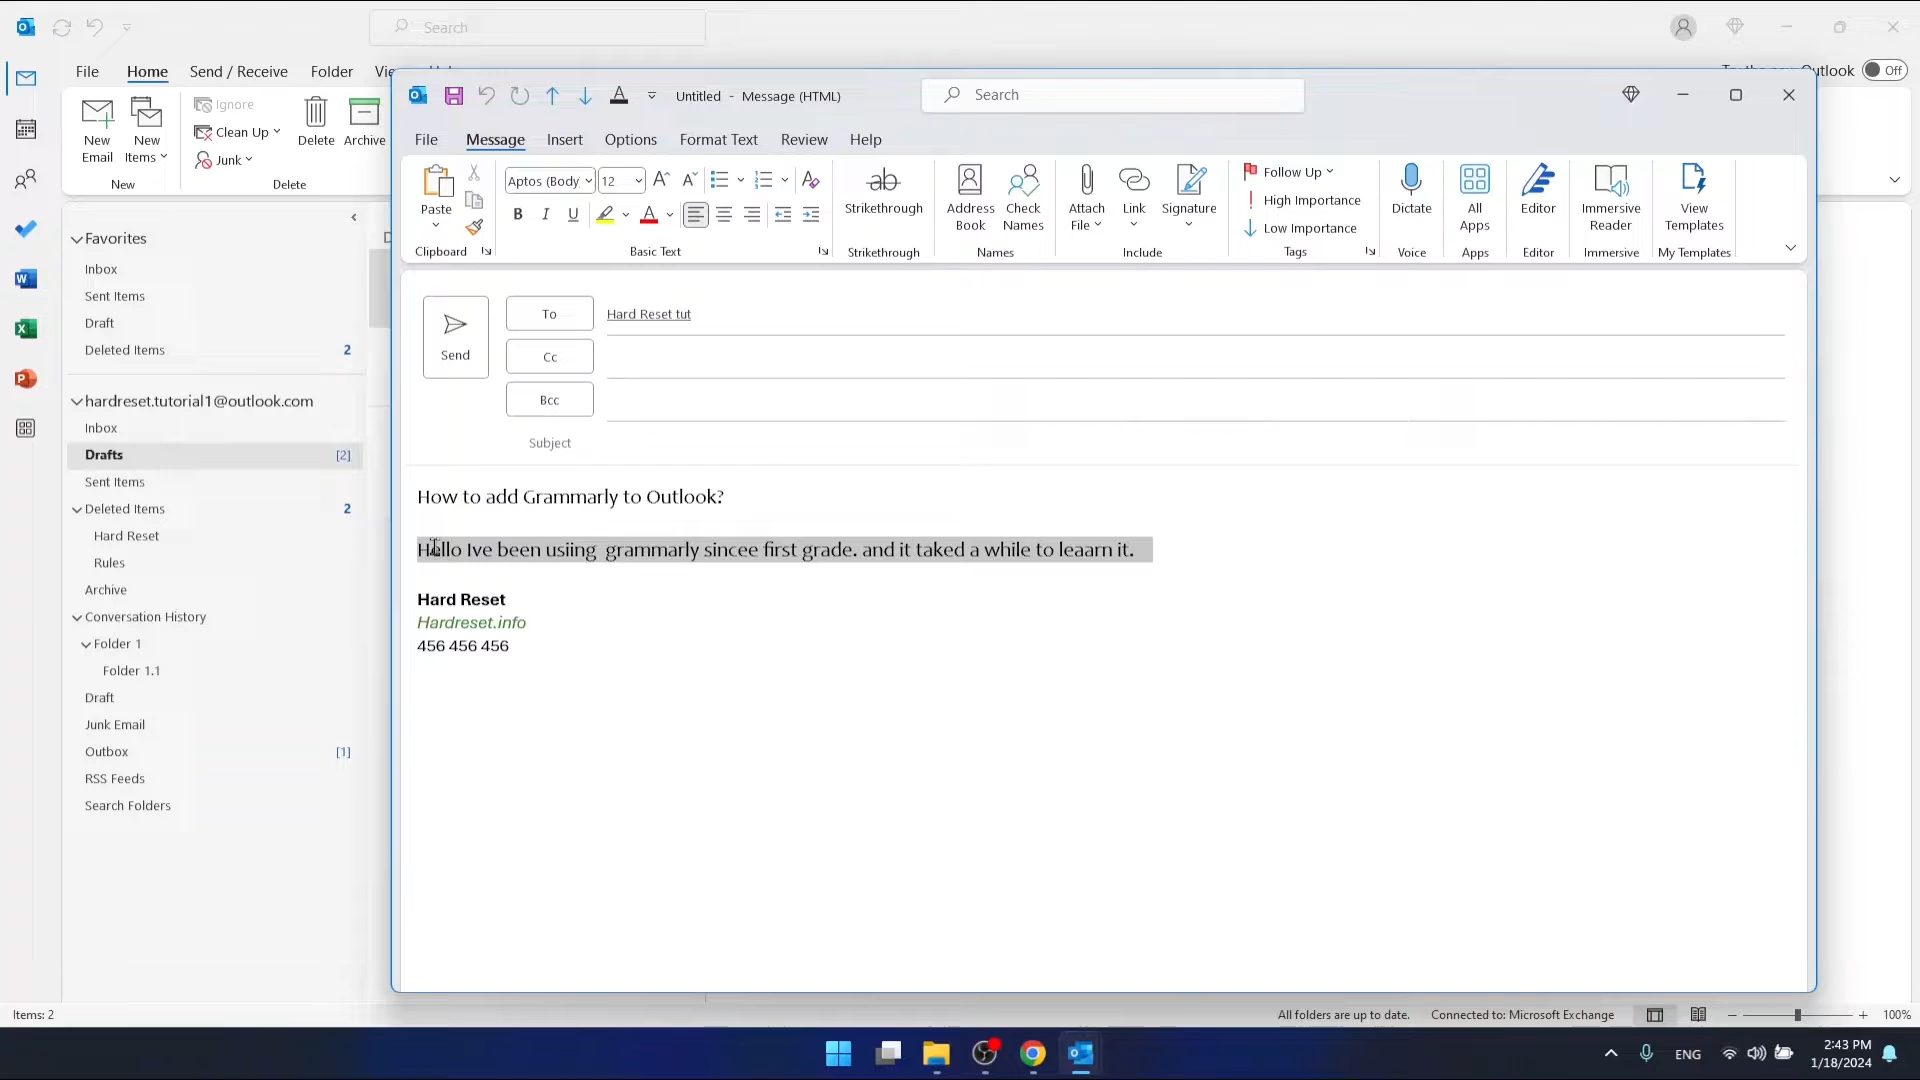 Search
File Home Send / Receive Folder
Outlook Off
New Email
New Items
Ignore
Clean Up
Junk
Delete
Archive
New
Delete
Favorites
Inbox
Sent Items
Draft
Deleted Items 2
hardreset.tutorial1@outlook.com
Inbox
Drafts [2]
Sent Items
Deleted Items 2
Hard Reset
Rules
Archive
Conversation History
Folder 1
Folder 1.1
Draft
Junk Email
Outbox [1]
RSS Feeds
Search Folders
Untitled - Message (HTML)
Search
File Message Insert Options Format Text Review Help
Paste
Clipboard
Aptos (Body 12
B I U
Basic Text
ab
Strikethrough
Strikethrough
Address Book
Check Names
Names
Attach File
Link
Signature
Include
Follow Up
High Importance
Low Importance
Tags
Dictate
Voice
All Apps
Apps
Editor
Editor
Immersive Reader
Immersive
View Templates
My Templates
Send
To Hard Reset tut
Cc
Bcc
Subject
How to add Grammarly to Outlook?
Hello Ive been usiing  grammarly sincee first grade. and it taked a while to leaarn it.
Hard Reset
Hardreset.info
456 456 456
Items: 2
All folders are up to date.
Connected to: Microsoft Exchange
100%
ENG
2:43 PM
1/18/2024